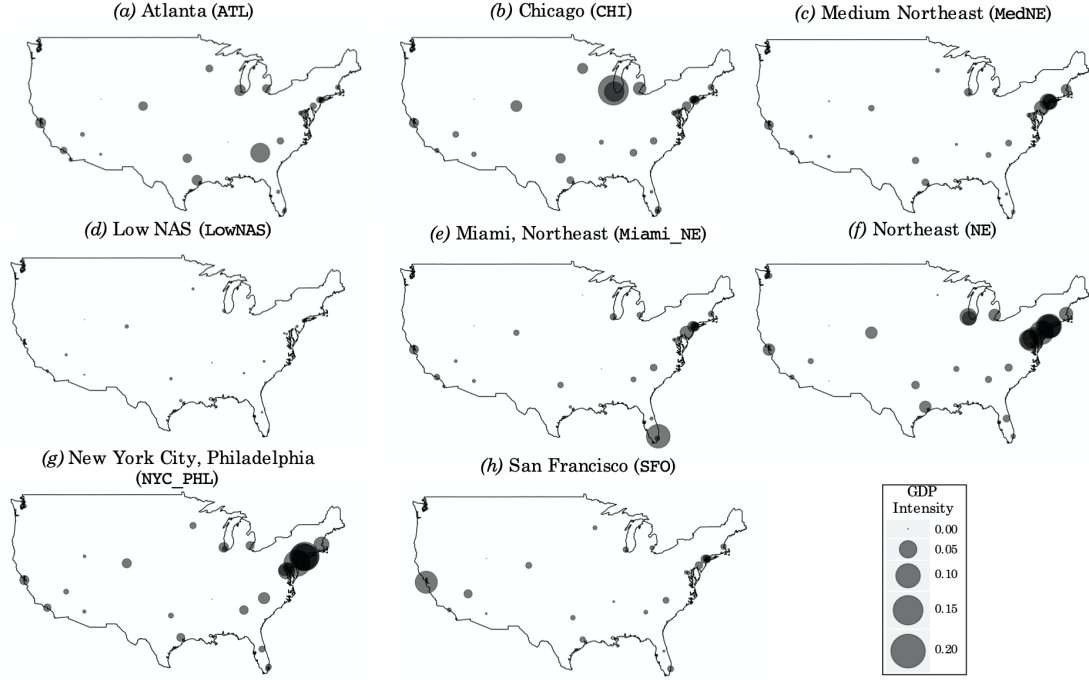 (a) Atlanta (ATL)
(b) Chicago (CHI)
(c) Medium Northeast (MedNE)
(d) Low NAS (LowNAS)
(e) Miami, Northeast (Miami_NE)
(f) Northeast (NE)
(g) New York City, Philadelphia
(NYC_PHL)
(h) San Francisco (SFO)
GDP
Intensity
0.00
0.05
0.10
0.15
0.20